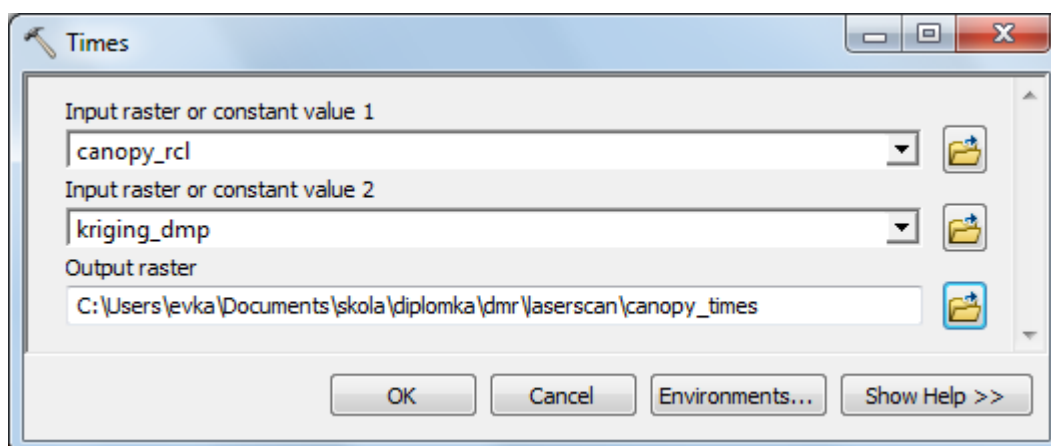 Times
Input raster or constant value 1
canopy_rcl
Input raster or constant value 2
kriging_dmp
Output raster
C:\Users\evka\Documents\skola\diplomka\dmr\laserscan\canopy_times
OK Cancel Environments... Show Help >>